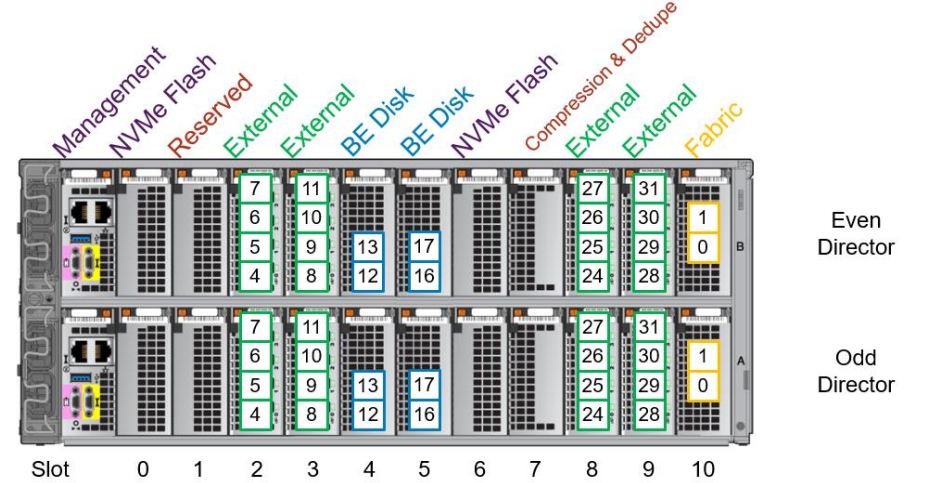 Management
NVMe Flash
Reserved
External
External
BE Disk
BE Disk
NVMe Flash
Compression & Dedupe
External
External
Fabric
7 11 27 31
6 10 26 30 1
5 9 13 17 25 29 0
4 8 12 16 24 28
B
Even
Director
7 11 27 31
6 10 26 30 1
5 9 13 17 25 29 0
4 8 12 16 24 28
A
Odd
Director
Slot 0 1 2 3 4 5 6 7 8 9 10